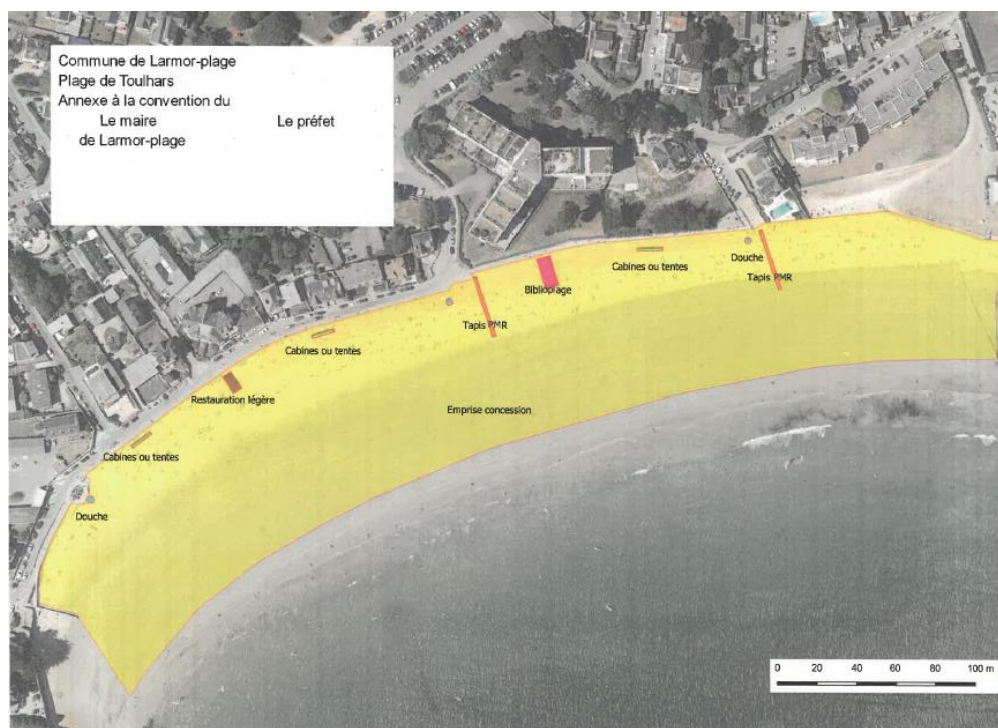 Commune de Larmor-plage
Plage de Toulhars
Annexe à la convention du
Le maire Le préfet
de Larmor-plage
Cabines ou tentes
Douche
Biblioplage
Tapis PMR
Tapis PMR
Cabines ou tentes
Restauration légère
Emprise concession
Cabines ou tentes
Douche
0 20 40 60 80 100 m